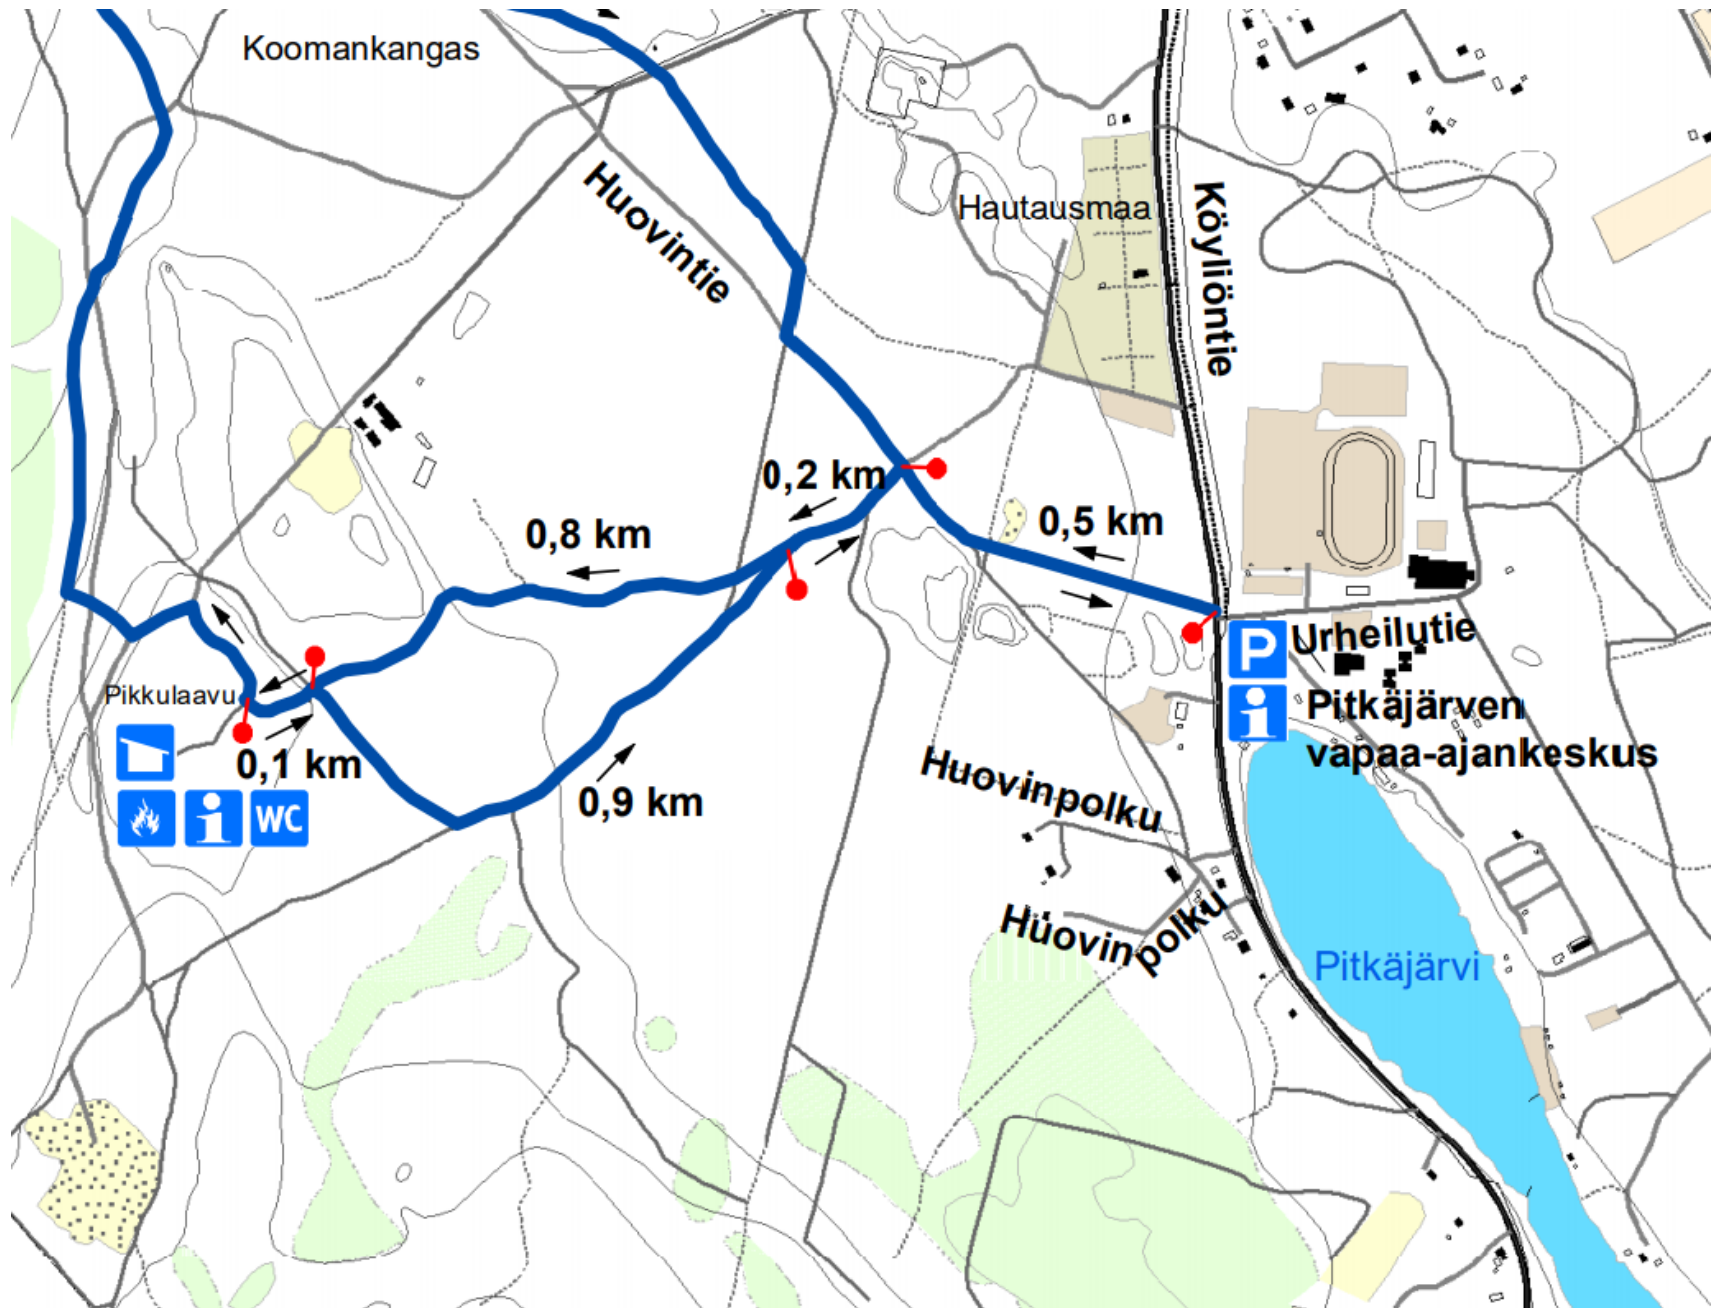 Koomankangas
Huovintie
Hautausmaa
Köyliöntie
0,2 km
0,8 km
0,5 km
P
Urheilutie
Pikkulaavu
i
Pitkäjärven
vapaa-ajankeskus
0,1 km
0,9 km
Huovinpolku
i
WC
Huovinpolku
Pitkäjärvi